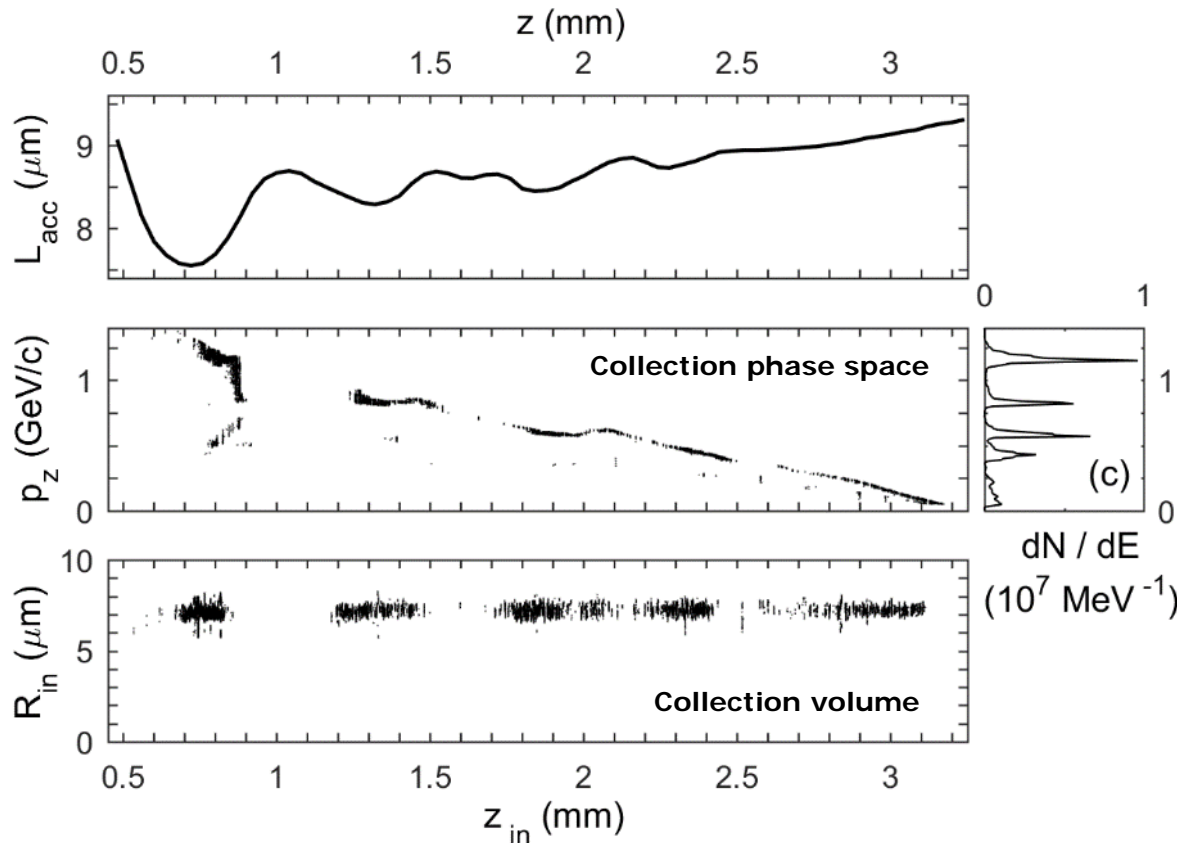 z (mm)
0.5 1 1.5 2 2.5 3
L_acc (μm)
9
8
p_z (GeV/c)
1
0
Collection phase space
0 1
1
0
(c)
dN / dE
(10^7 MeV^-1)
R_in (μm)
10
5
0
Collection volume
0.5 1 1.5 2 2.5 3
z_in (mm)